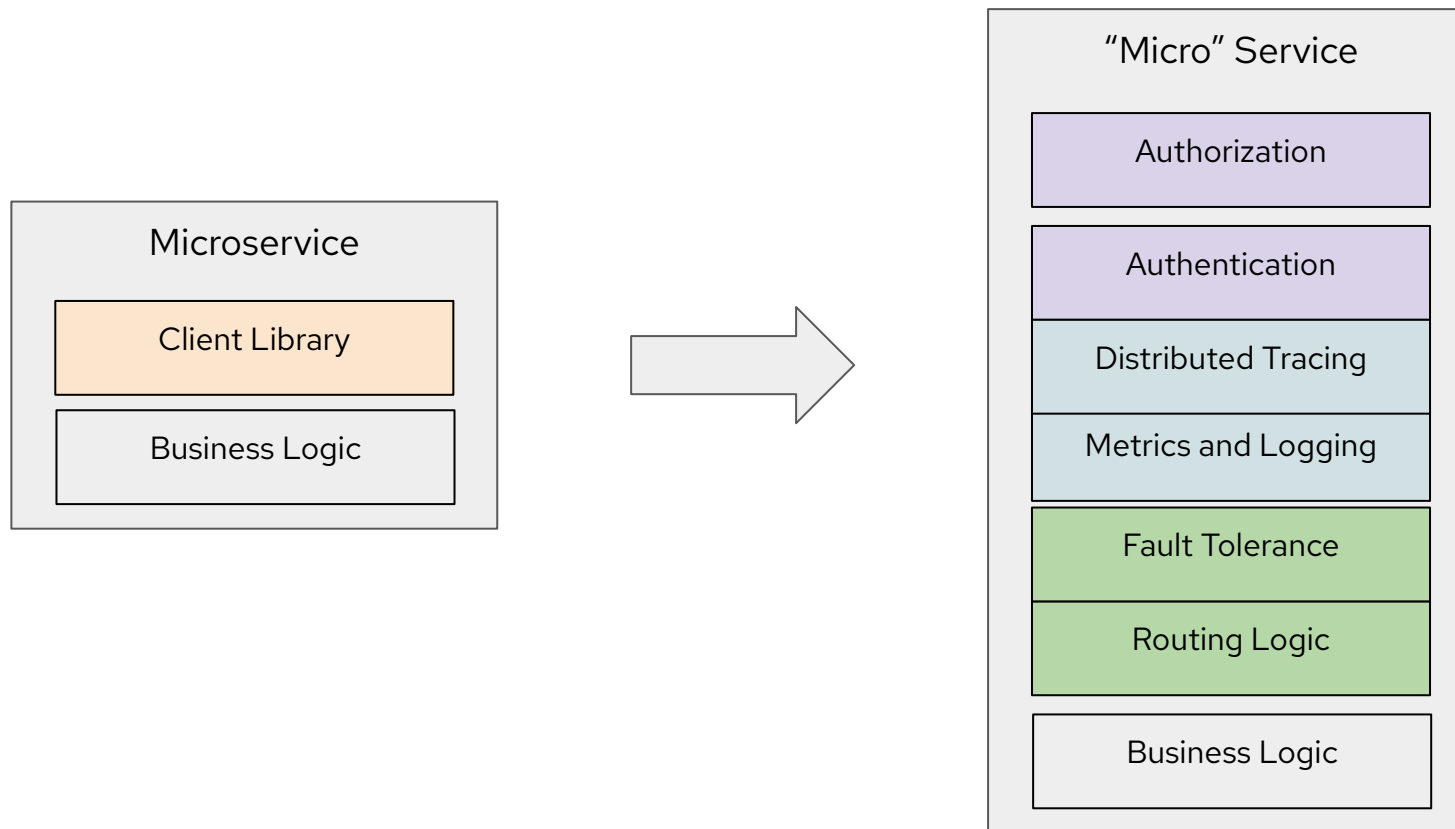 Microservice
Client Library
Business Logic
“Micro” Service
Authorization
Authentication
Distributed Tracing
Metrics and Logging
Fault Tolerance
Routing Logic
Business Logic